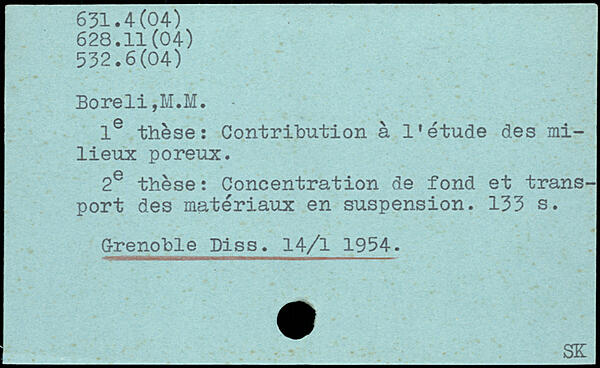 631.4(04)
628.11(04)
532.6(04)
Boreli,M.M.
1e thèse: Contribution à l'étude des mi-
lieux poreux.
2e thèse: Concentration de fond et trans-
port des matériaux en suspension. 133 s.
Grenoble Diss. 14/1 1954.
SK